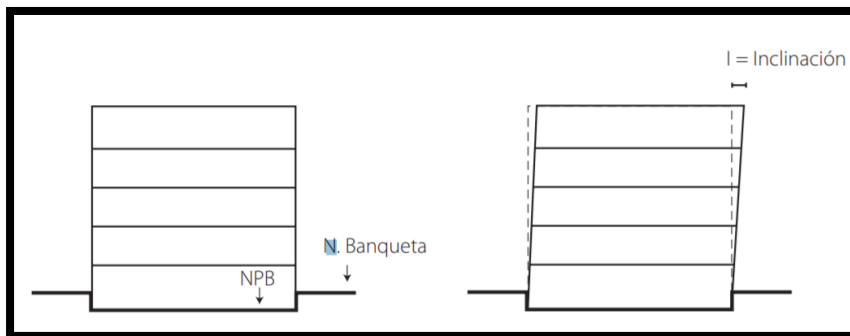 I = Inclinación
N. Banqueta
NPB